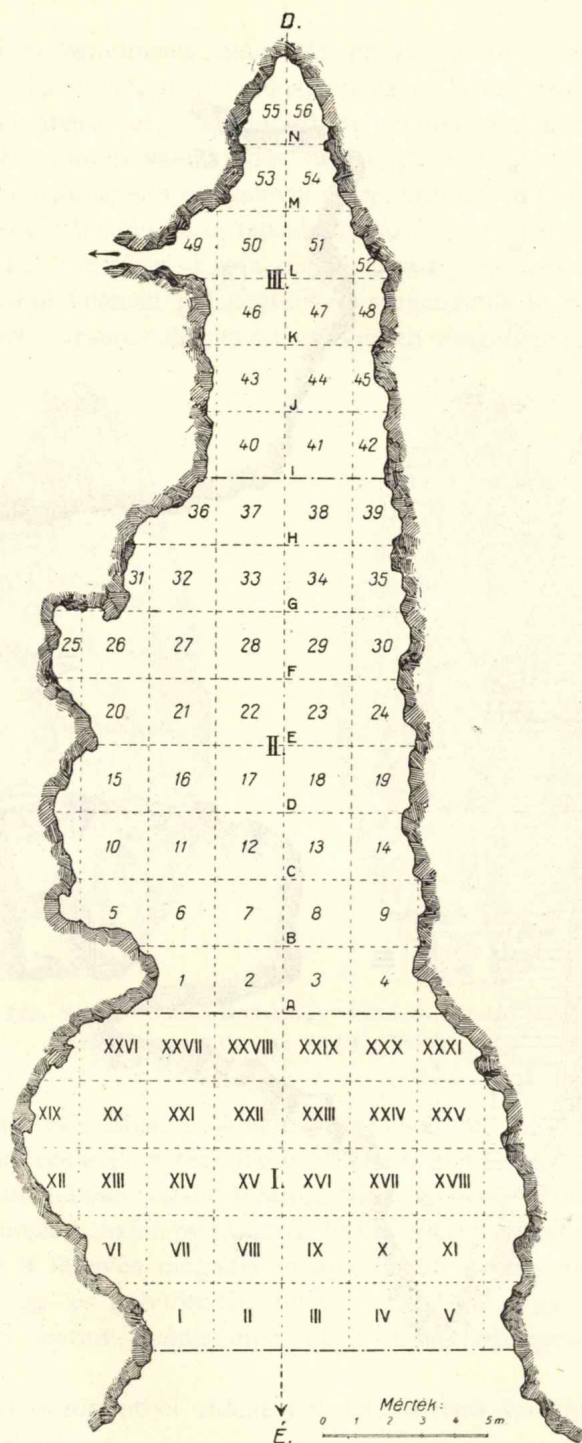 D.
55 56
N
53 54
M
49 50 51
52
L
III.
46 47 48
K
43 44 45
J
40 41 42
I
36 37 38 39
H
31 32 33 34 35
G
25 26 27 28 29 30
F
20 21 22 23 24
E
II.
15 16 17 18 19
D
10 11 12 13 14
C
5 6 7 8 9
B
1 2 3 4
A
XXVI XXVII XXVIII XXIX XXX XXXI
XIX XX XXI XXII XXIII XXIV XXV
XII XIII XIV XV I. XVI XVII XVIII
VI VII VIII IX X XI
I II III IV V
É.
Mérték:
0 1 2 3 4 5 m.